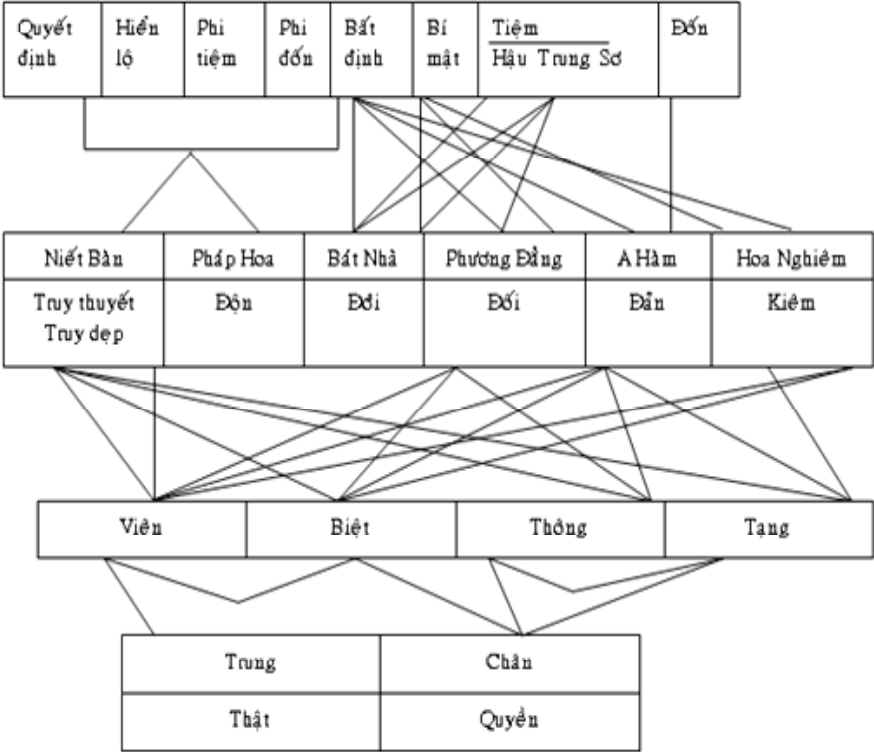 Quyết định
Hiển lộ
Phi tiệm
Phi đốn
Bất định
Bí mật
Tiệm
Hậu Trung Sơ
Đốn
Niết Bàn
Pháp Hoa
Bát Nhã
Phương Đẳng
A Hàm
Hoa Nghiêm
Truy thuyết
Truy dẹp
Độn
Đới
Đối
Đẳn
Kiêm
Viên
Biệt
Thông
Tạng
Trung
Chân
Thật
Quyền